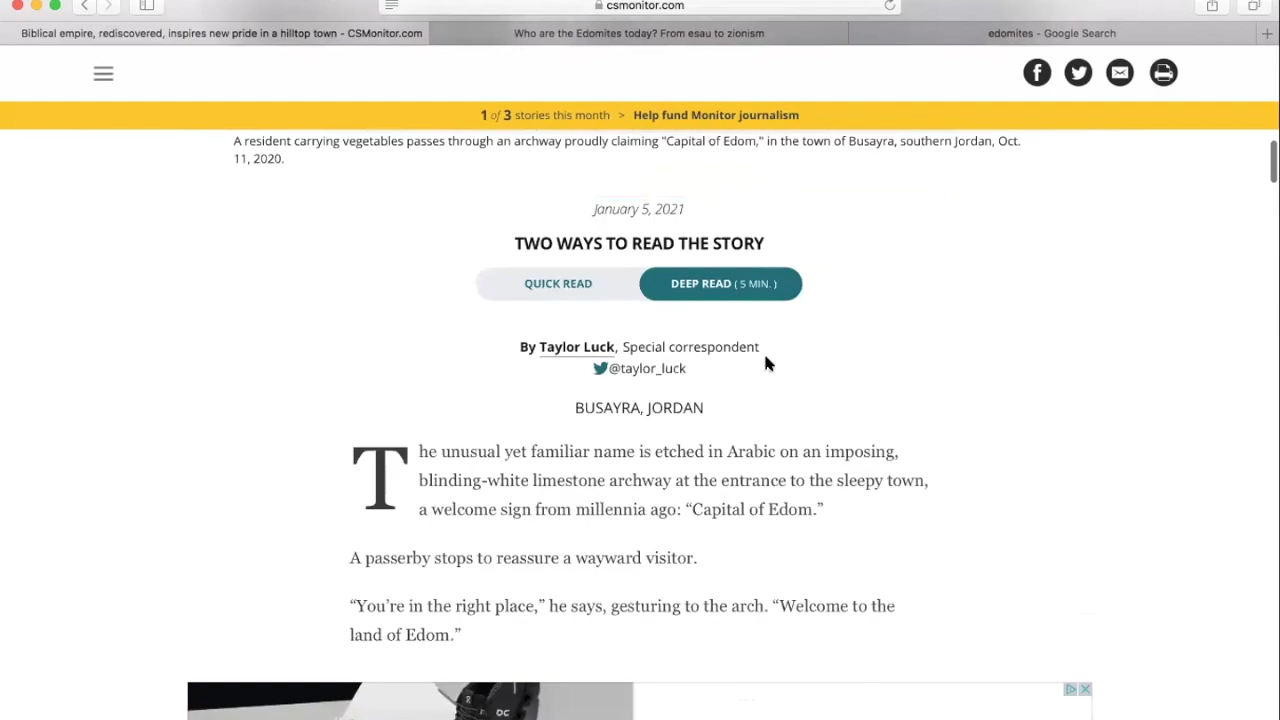 csmonitor.com
Biblical empire, rediscovered, inspires new pride in a hilltop town - CSMonitor.com
Who are the Edomites today? From esau to zionism
edomites - Google Search
1 of 3 stories this month > Help fund Monitor journalism
A resident carrying vegetables passes through an archway proudly claiming "Capital of Edom," in the town of Busayra, southern Jordan, Oct.
11, 2020.
January 5, 2021
TWO WAYS TO READ THE STORY
QUICK READ
DEEP READ ( 5 MIN. )
By Taylor Luck, Special correspondent
@taylor_luck
BUSAYRA, JORDAN
The unusual yet familiar name is etched in Arabic on an imposing,
blinding-white limestone archway at the entrance to the sleepy town,
a welcome sign from millennia ago: “Capital of Edom.”
A passerby stops to reassure a wayward visitor.
“You’re in the right place,” he says, gesturing to the arch. “Welcome to the
land of Edom.”